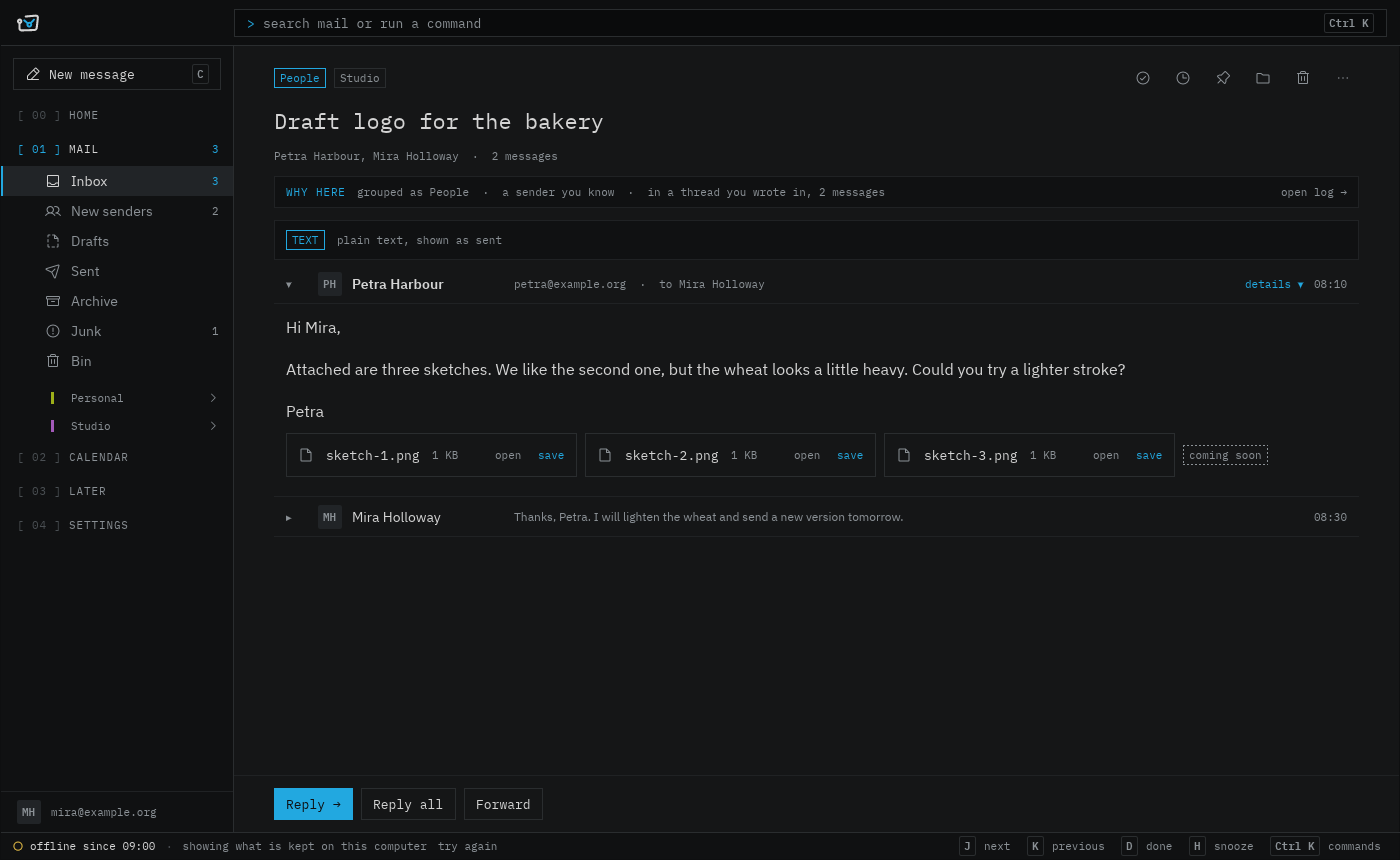 > search mail or run a command Ctrl K
New message C
[ 00 ] HOME
[ 01 ] MAIL 3
Inbox 3
New senders 2
Drafts
Sent
Archive
Junk 1
Bin
Personal
Studio
[ 02 ] CALENDAR
[ 03 ] LATER
[ 04 ] SETTINGS
MH mira@example.org
People Studio
Draft logo for the bakery
Petra Harbour, Mira Holloway · 2 messages
WHY HERE grouped as People · a sender you know · in a thread you wrote in, 2 messages open log →
TEXT plain text, shown as sent
▾ PH Petra Harbour petra@example.org · to Mira Holloway details ▾ 08:10
Hi Mira,
Attached are three sketches. We like the second one, but the wheat looks a little heavy. Could you try a lighter stroke?
Petra
sketch-1.png 1 KB open save sketch-2.png 1 KB open save sketch-3.png 1 KB open save coming soon
▸ MH Mira Holloway Thanks, Petra. I will lighten the wheat and send a new version tomorrow. 08:30
Reply → Reply all Forward
offline since 09:00 · showing what is kept on this computer try again J next K previous D done H snooze Ctrl K commands